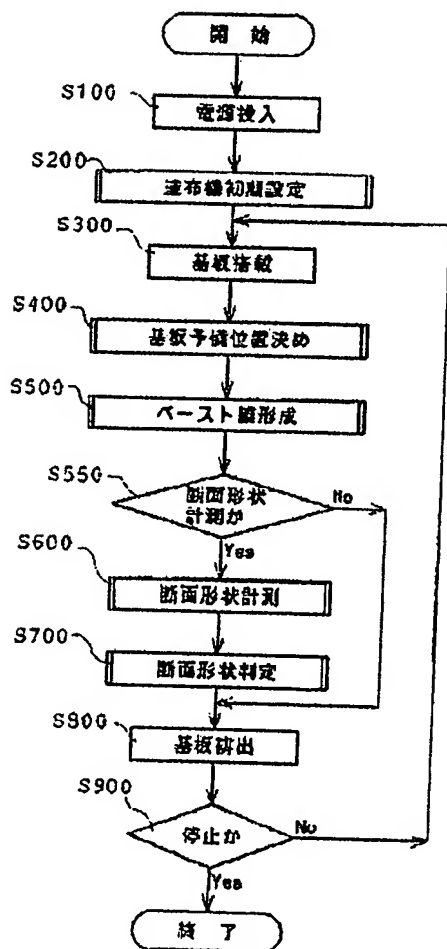 開始
S100
電源投入
S200
塗布機初期設定
S300
基板搭載
S400
基板予備位置決め
S500
ペースト膜形成
S550
断面形状
計測か
No
Yes
S600
断面形状計測
S700
断面形状判定
S800
基板排出
S900
停止か
No
Yes
終了